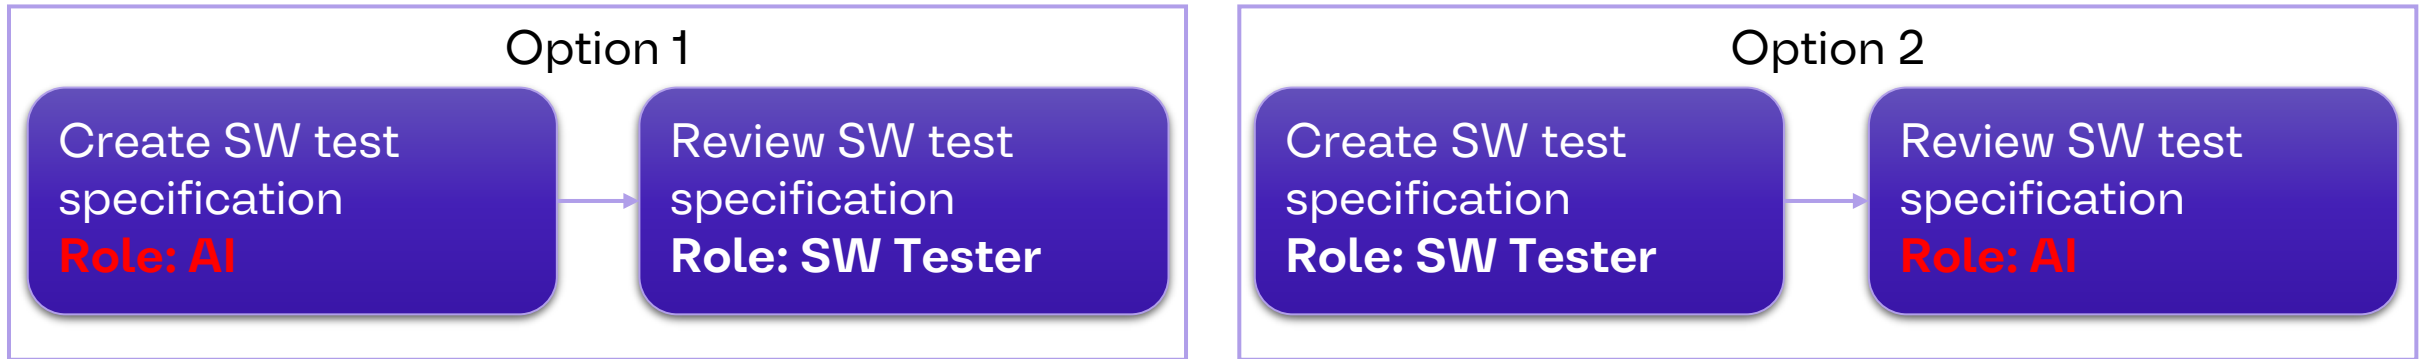 Option 1
Create SW test
specification
Role: AI
Review SW test
specification
Role: SW Tester
Option 2
Create SW test
specification
Role: SW Tester
Review SW test
specification
Role: AI